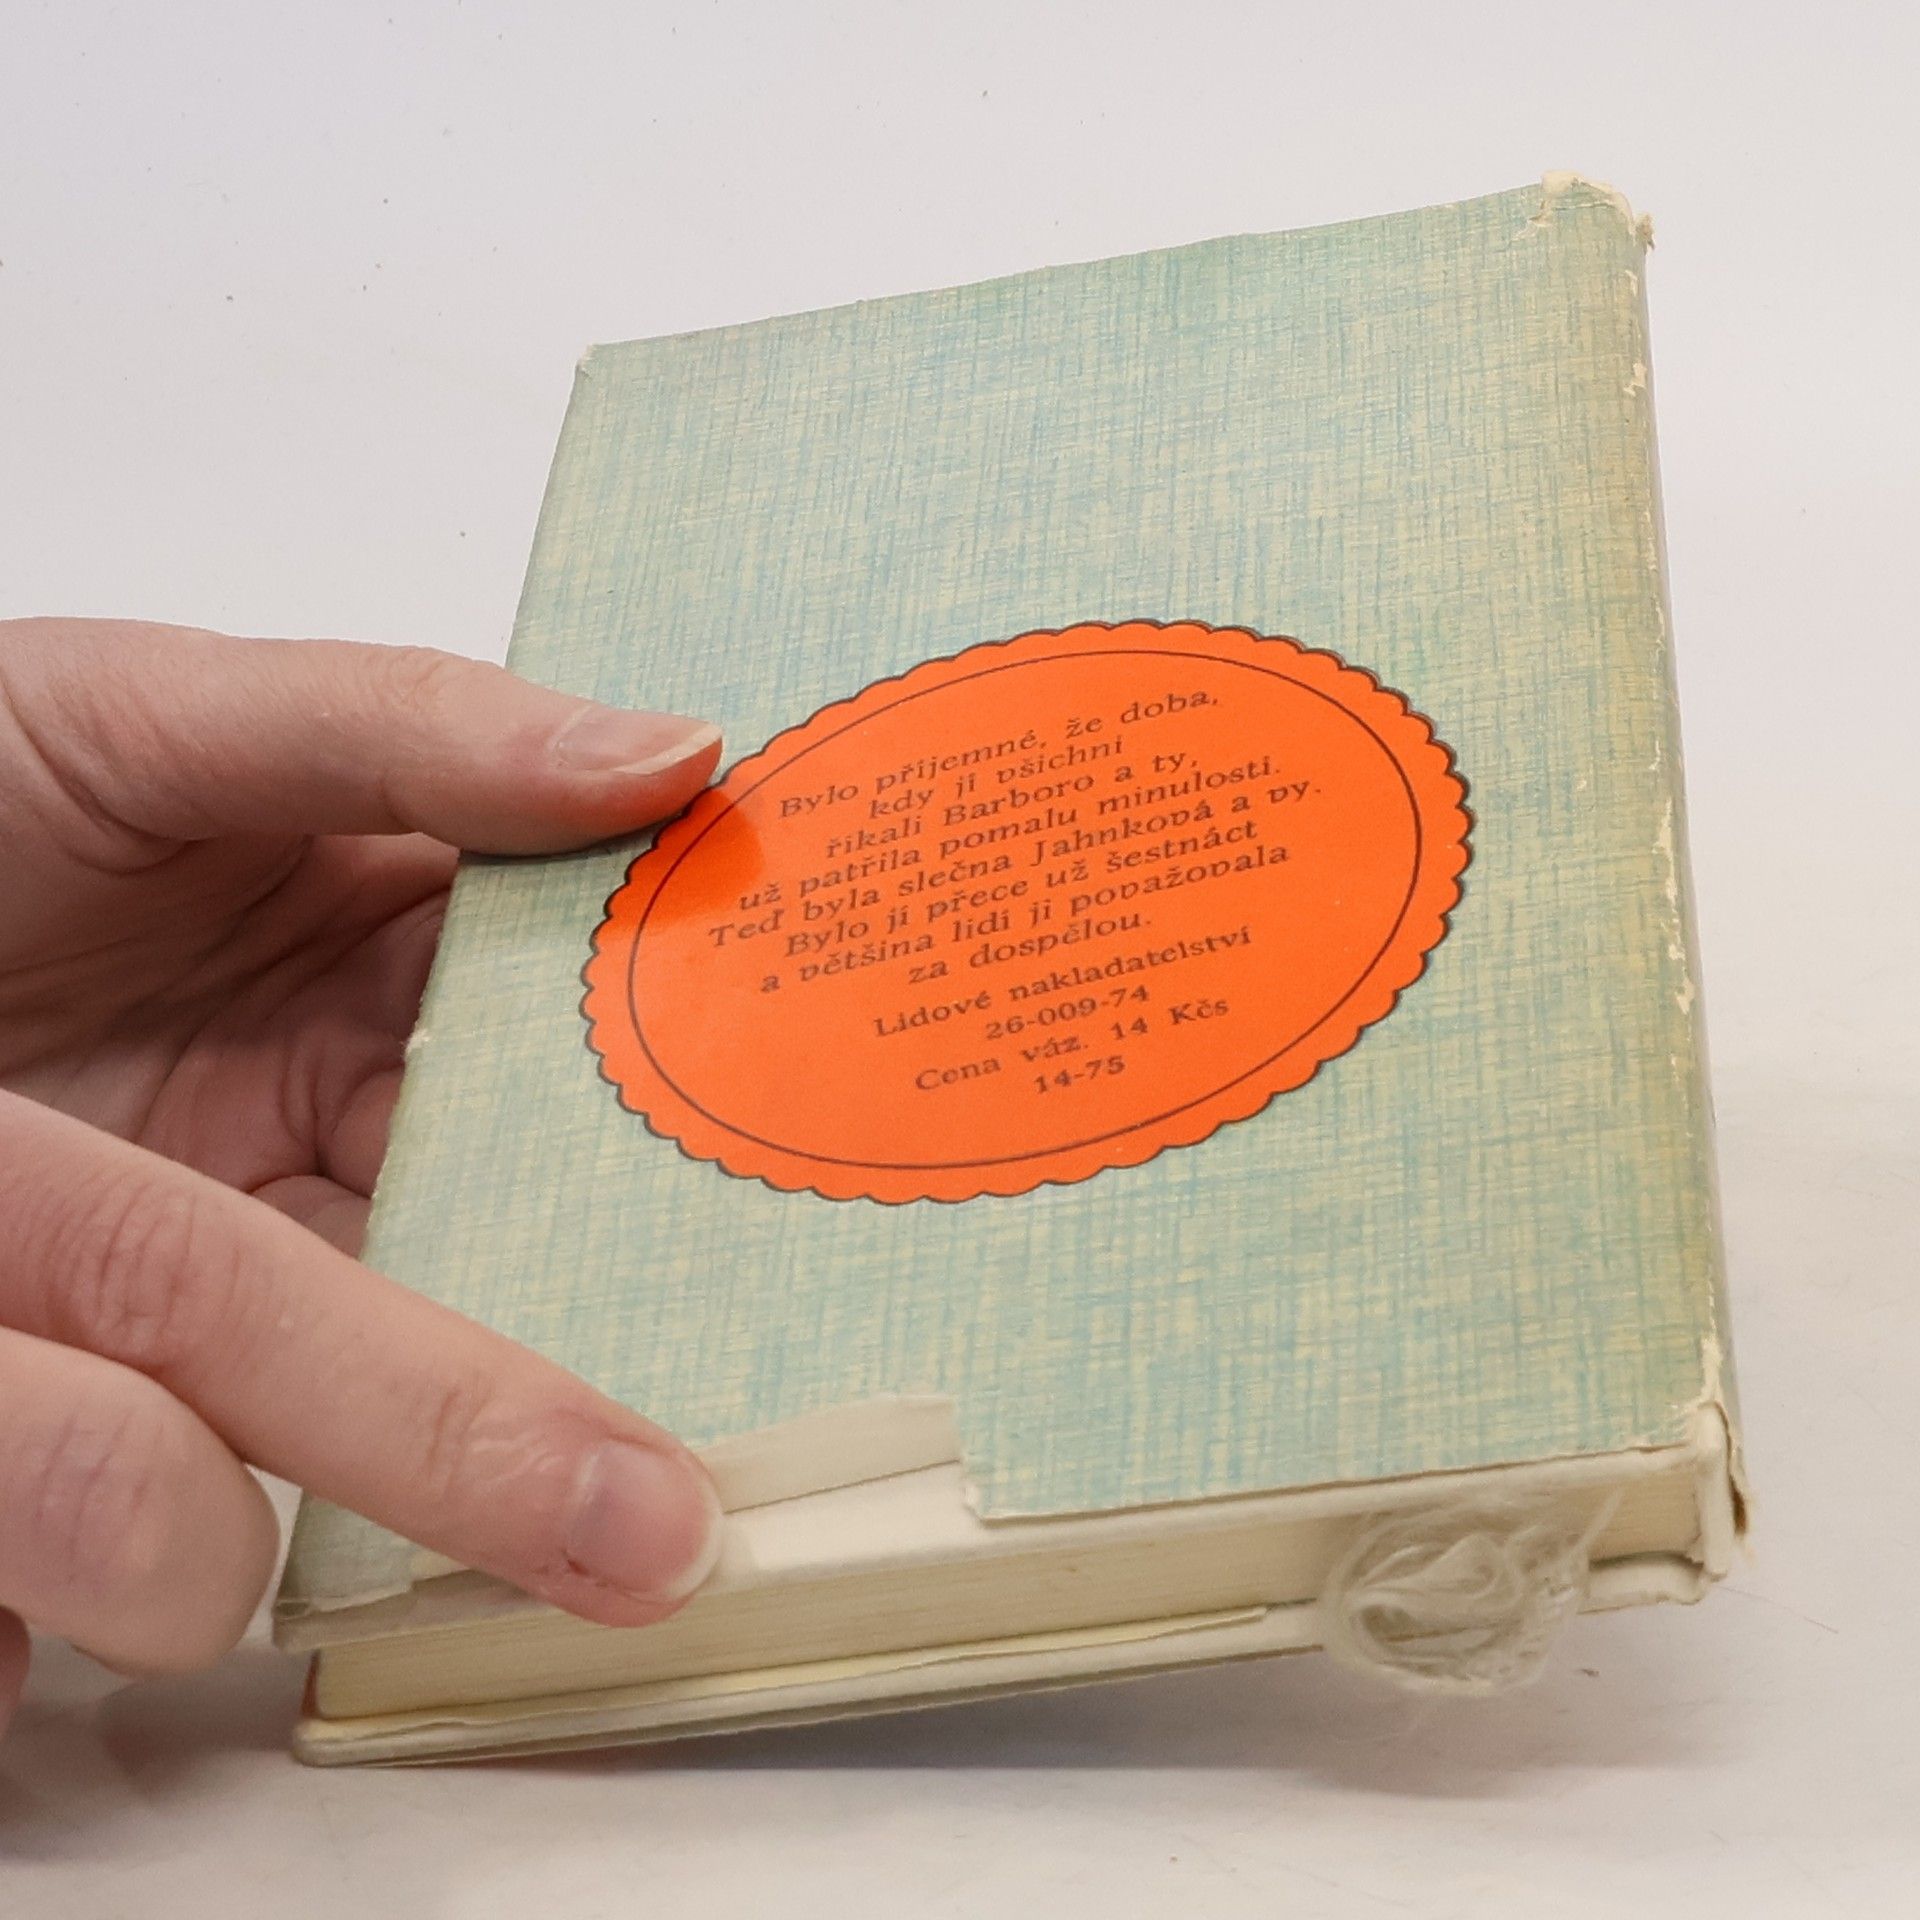 Bylo příjemné, že doba,
kdy jí všichni
říkali Barboro a ty,
už patřila pomalu minulosti.
Teď byla slečna Jahnková a vy.
Bylo jí přece už šestnáct
a většina lidí ji považovala
za dospělou.
Lidové nakladatelství
26-009-74
Cena váz. 14 Kčs
14-75